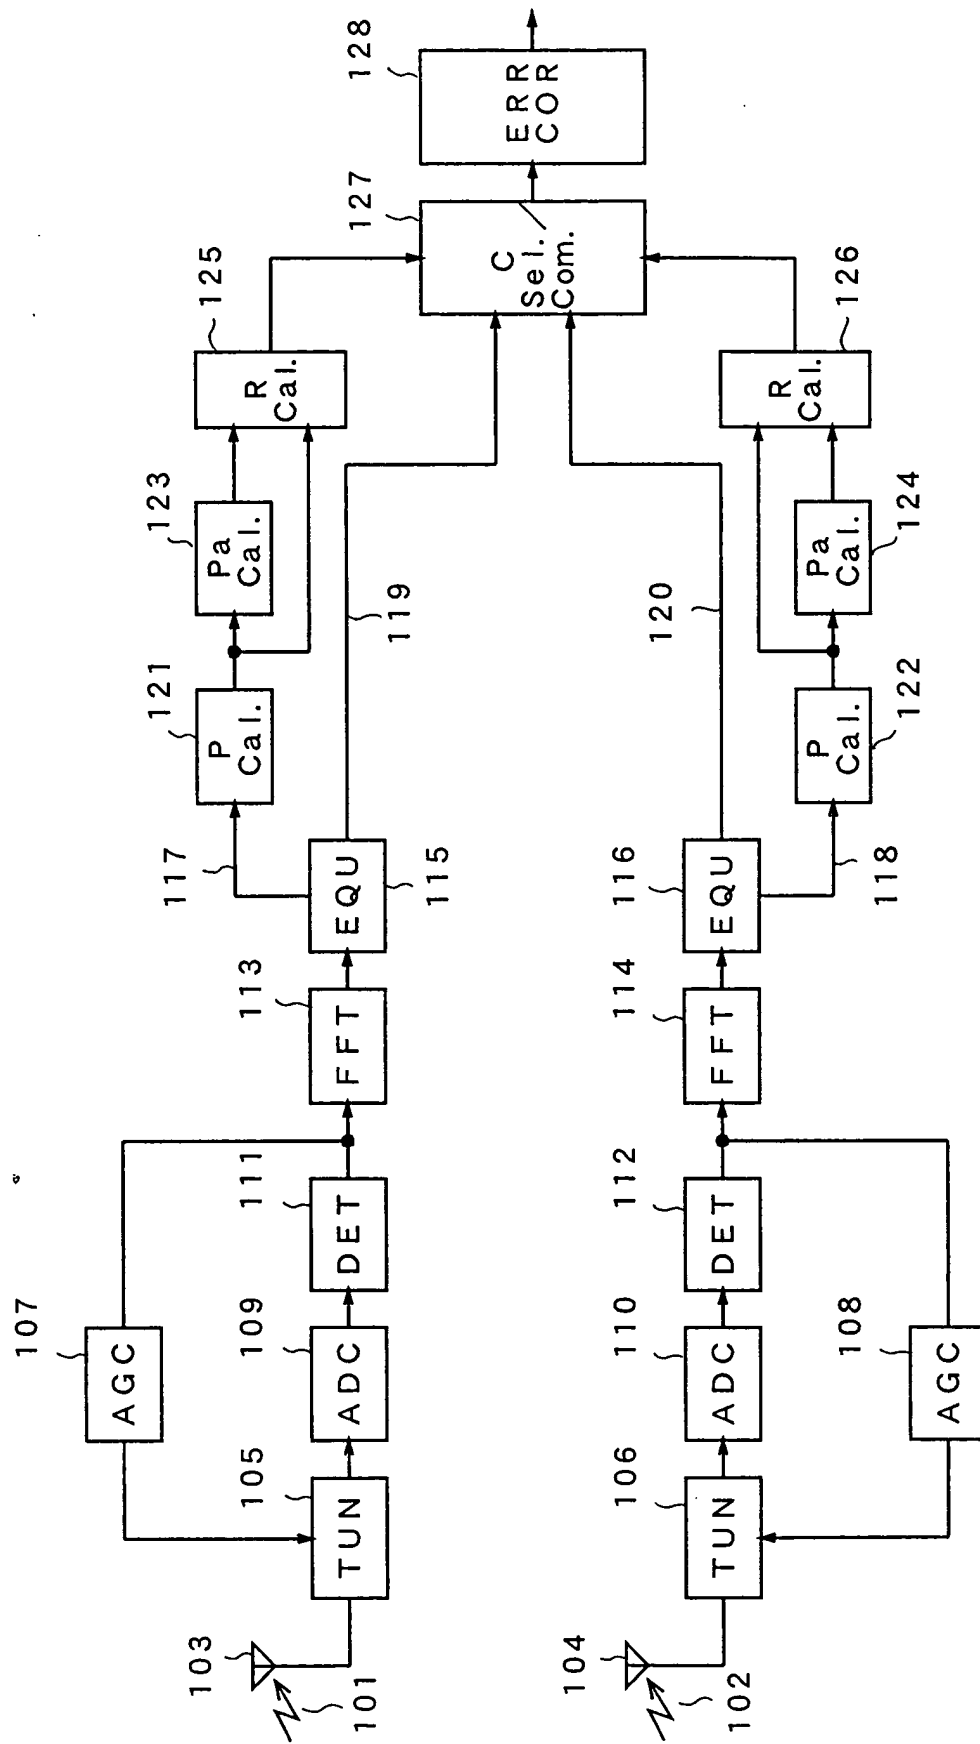 107
AGC
103
101
105
TUN
109
ADC
111
DET
113
FFT
115
EQU
117
119
121
P
Cal.
123
Pa
Cal.
125
R
Cal.
127
C
Sel.
Com.
128
ERR
COR
104
102
106
TUN
110
ADC
112
DET
114
FFT
116
EQU
118
120
122
P
Cal.
124
Pa
Cal.
126
R
Cal.
108
AGC